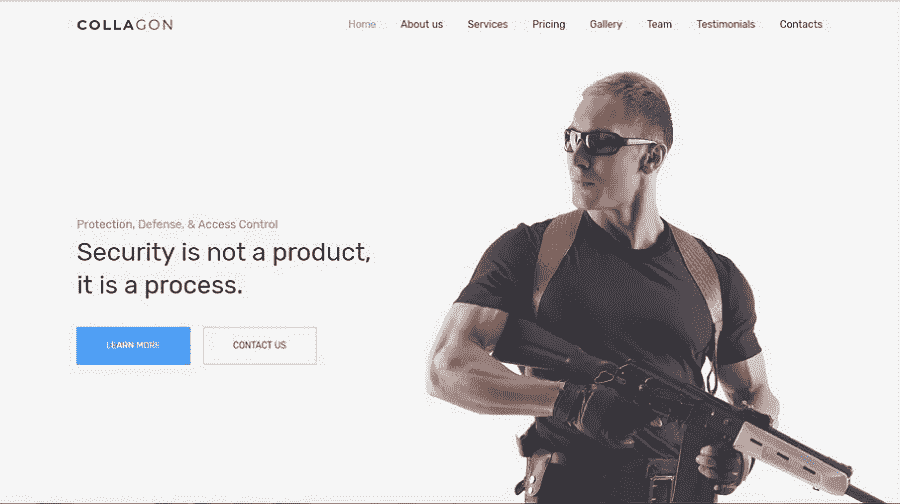 COLLAGON
Home About us Services Pricing Gallery Team Testimonials Contacts
Protection, Defense, & Access Control
Security is not a product,
it is a process.
LEARN MORE CONTACT US